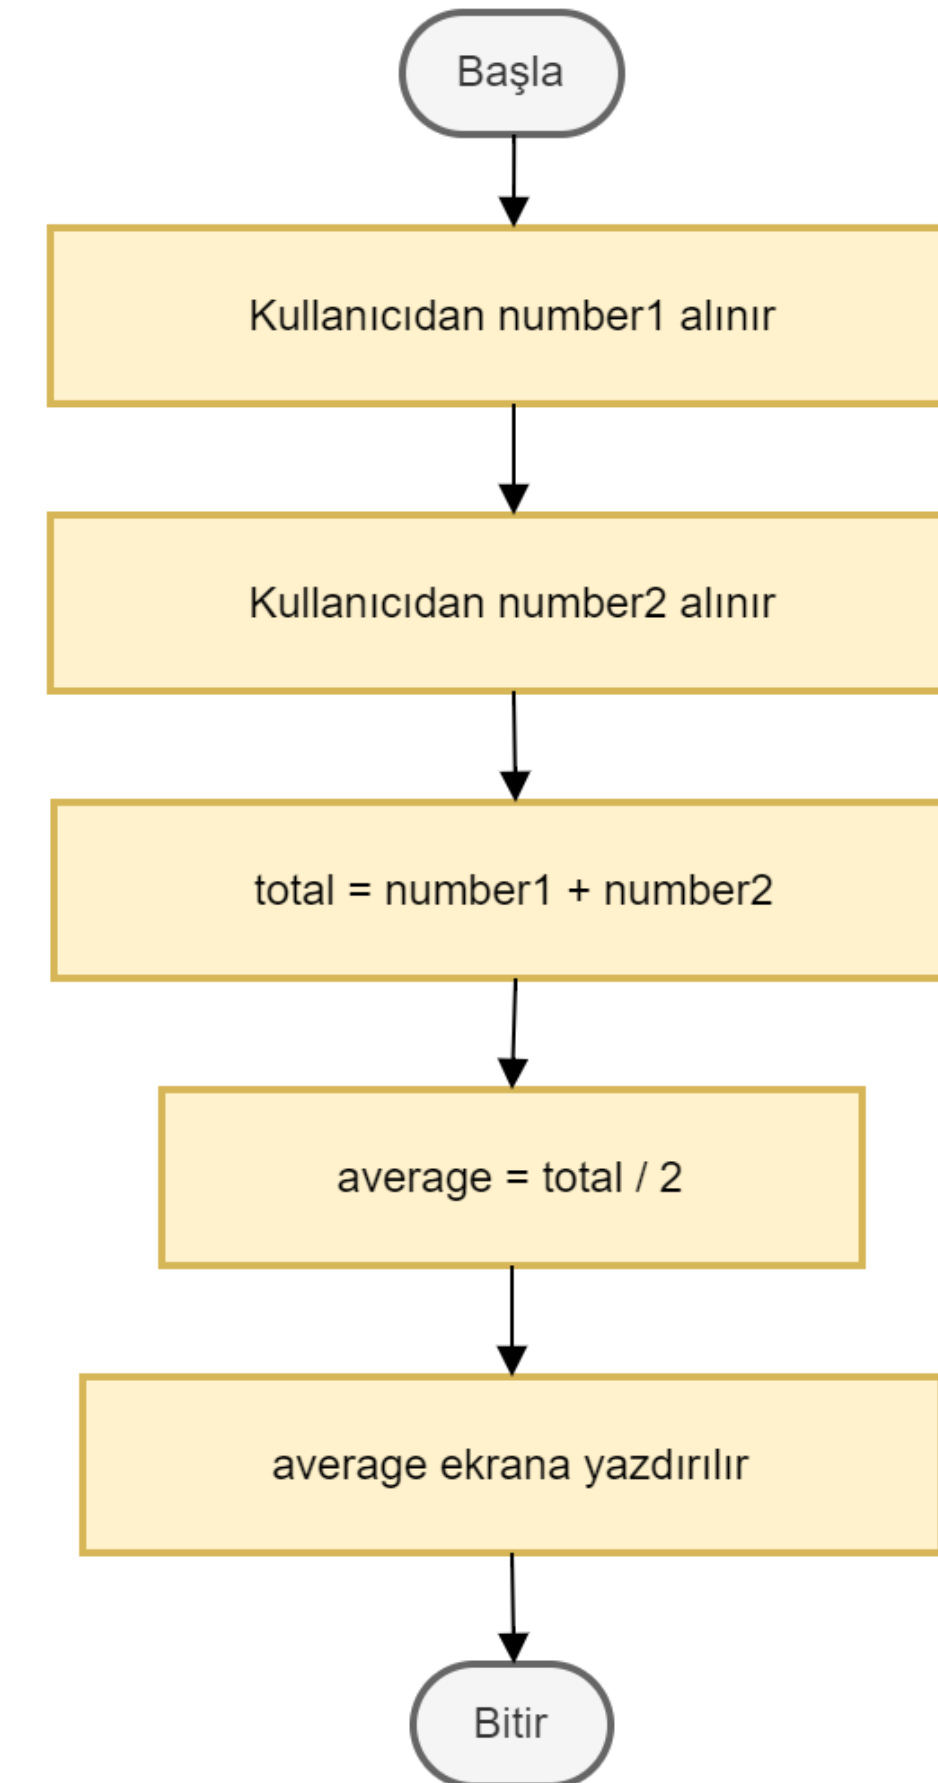 Başla
Kullanıcıdan number1 alınır
Kullanıcıdan number2 alınır
total = number1 + number2
average = total / 2
average ekrana yazdırılır
Bitir